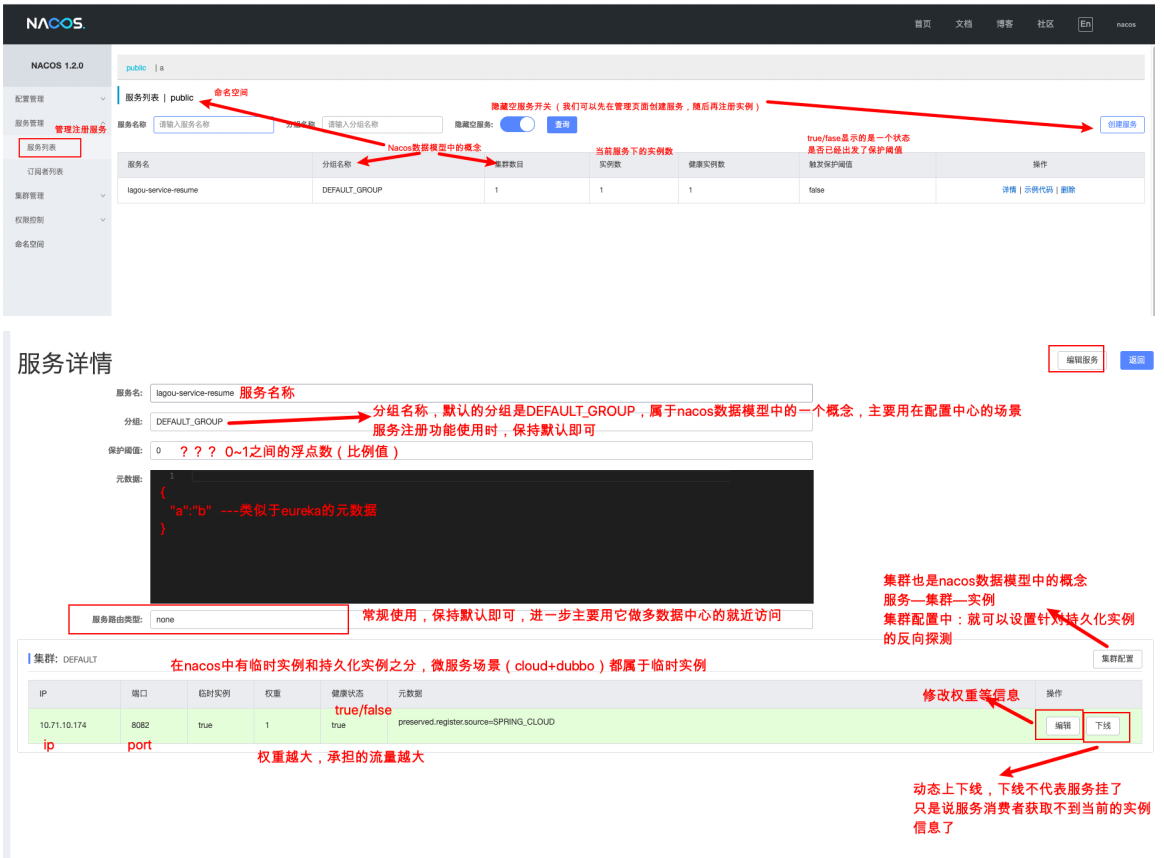 NACOS.
首页 文档 博客 社区 En nacos
NACOS 1.2.0
public | a
配置管理
服务列表 | public
命名空间
隐藏空服务开关（我们可以先在管理页面创建服务，随后再注册实例）
服务管理
管理注册服务
服务名称 请输入服务名称 分组名称 请输入分组名称 隐藏空服务: 查询 创建服务
服务列表
Nacos数据模型中的概念
当前服务下的实例数
true/fase显示的是一个状态
是否已经出发了保护阈值
服务名 分组名称 集群数目 实例数 健康实例数 触发保护阈值 操作
订阅者列表
lagou-service-resume DEFAULT_GROUP 1 1 1 false 详情 | 示例代码 | 删除
集群管理
权限控制
命名空间
服务详情
编辑服务 返回
服务名: lagou-service-resume 服务名称
分组: DEFAULT_GROUP
分组名称，默认的分组是DEFAULT_GROUP，属于nacos数据模型中的一个概念，主要用在配置中心的场景
服务注册功能使用时，保持默认即可
保护阈值: 0 ？？？ 0~1之间的浮点数（比例值）
元数据: 1
{
"a":"b" ---类似于eureka的元数据
}
服务路由类型: none
常规使用，保持默认即可，进一步主要用它做多数据中心的就近访问
集群也是nacos数据模型中的概念
服务—集群—实例
集群配置中：就可以设置针对持久化实例
的反向探测
集群: DEFAULT
在nacos中有临时实例和持久化实例之分，微服务场景（cloud+dubbo）都属于临时实例
集群配置
IP 端口 临时实例 权重 健康状态 元数据 操作
修改权重等信息
true/false
10.71.10.174 8082 true 1 true preserved.register.source=SPRING_CLOUD 编辑 下线
ip port
权重越大，承担的流量越大
动态上下线，下线不代表服务挂了
只是说服务消费者获取不到当前的实例
信息了